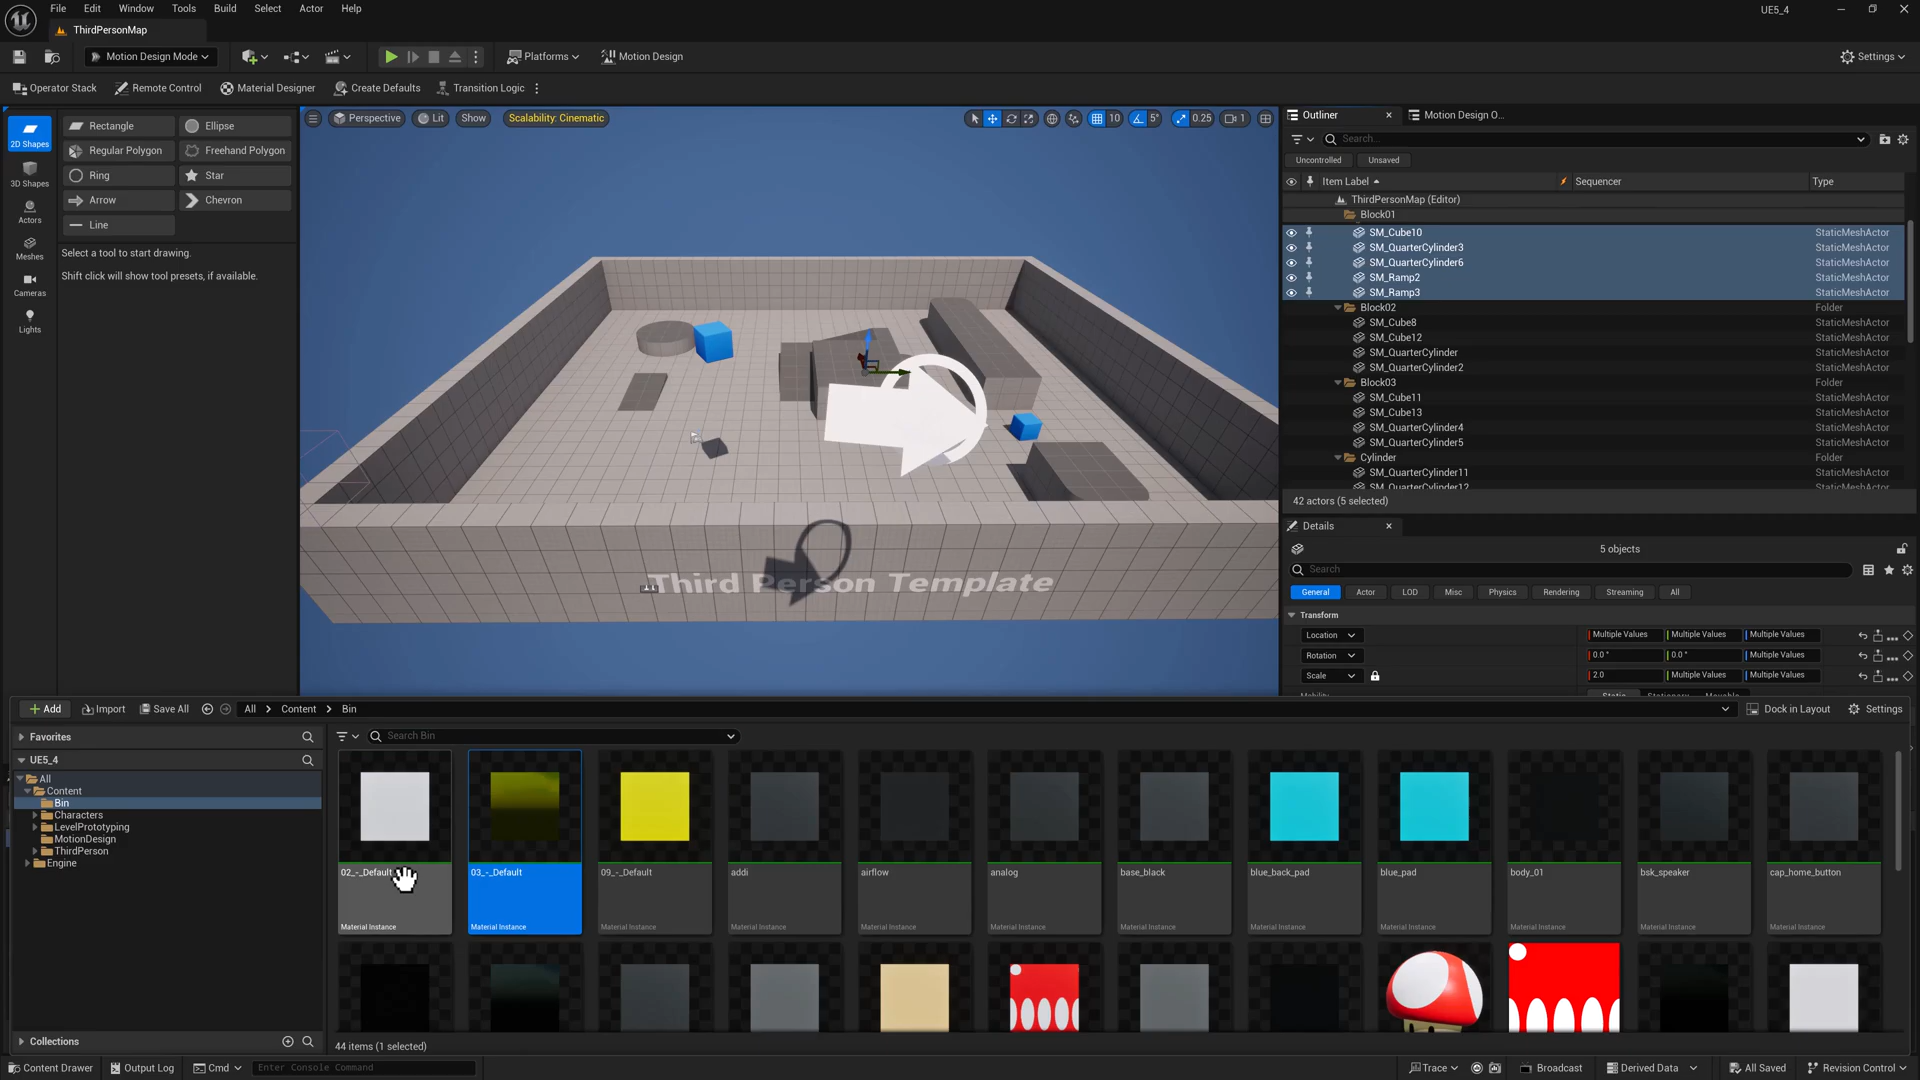 File Edit Window Tools Build Select Actor Help
UE5_4
ThirdPersonMap
Motion Design Mode
Platforms
Motion Design
Settings
Operator Stack
Remote Control
Material Designer
Create Defaults
Transition Logic
2D Shapes
3D Shapes
Actors
Meshes
Cameras
Lights
Rectangle
Ellipse
Regular Polygon
Freehand Polygon
Ring
Star
Arrow
Chevron
Line
Select a tool to start drawing.
Shift click will show tool presets, if available.
Perspective
Lit
Show
Scalability: Cinematic
10
5°
0.25
1
Third Person Template
Outliner
Motion Design O...
Search...
Uncontrolled
Unsaved
Item Label
Sequencer
Type
ThirdPersonMap (Editor)
Block01
SM_Cube10 StaticMeshActor
SM_QuarterCylinder3 StaticMeshActor
SM_QuarterCylinder6 StaticMeshActor
SM_Ramp2 StaticMeshActor
SM_Ramp3 StaticMeshActor
Block02 Folder
SM_Cube8 StaticMeshActor
SM_Cube12 StaticMeshActor
SM_QuarterCylinder StaticMeshActor
SM_QuarterCylinder2 StaticMeshActor
Block03 Folder
SM_Cube11 StaticMeshActor
SM_Cube13 StaticMeshActor
SM_QuarterCylinder4 StaticMeshActor
SM_QuarterCylinder5 StaticMeshActor
Cylinder Folder
SM_QuarterCylinder11 StaticMeshActor
SM_QuarterCylinder12 StaticMeshActor
42 actors (5 selected)
Details
5 objects
Search
General
Actor
LOD
Misc
Physics
Rendering
Streaming
All
Transform
Location Multiple Values Multiple Values Multiple Values
Rotation 0.0 ° 0.0 ° Multiple Values
Scale 2.0 Multiple Values Multiple Values
Add
Import
Save All
All > Content > Bin
Dock in Layout
Settings
Favorites
UE5_4
All
Content
Bin
Characters
LevelPrototyping
MotionDesign
ThirdPerson
Engine
Collections
Search Bin
02_-_Default
03_-_Default
09_-_Default
addi
airflow
analog
base_black
blue_back_pad
blue_pad
body_01
bsk_speaker
cap_home_button
Material Instance
Material Instance
Material Instance
Material Instance
Material Instance
Material Instance
Material Instance
Material Instance
Material Instance
Material Instance
Material Instance
Material Instance
44 items (1 selected)
Content Drawer
Output Log
Cmd
Enter Console Command
Trace
Broadcast
Derived Data
All Saved
Revision Control